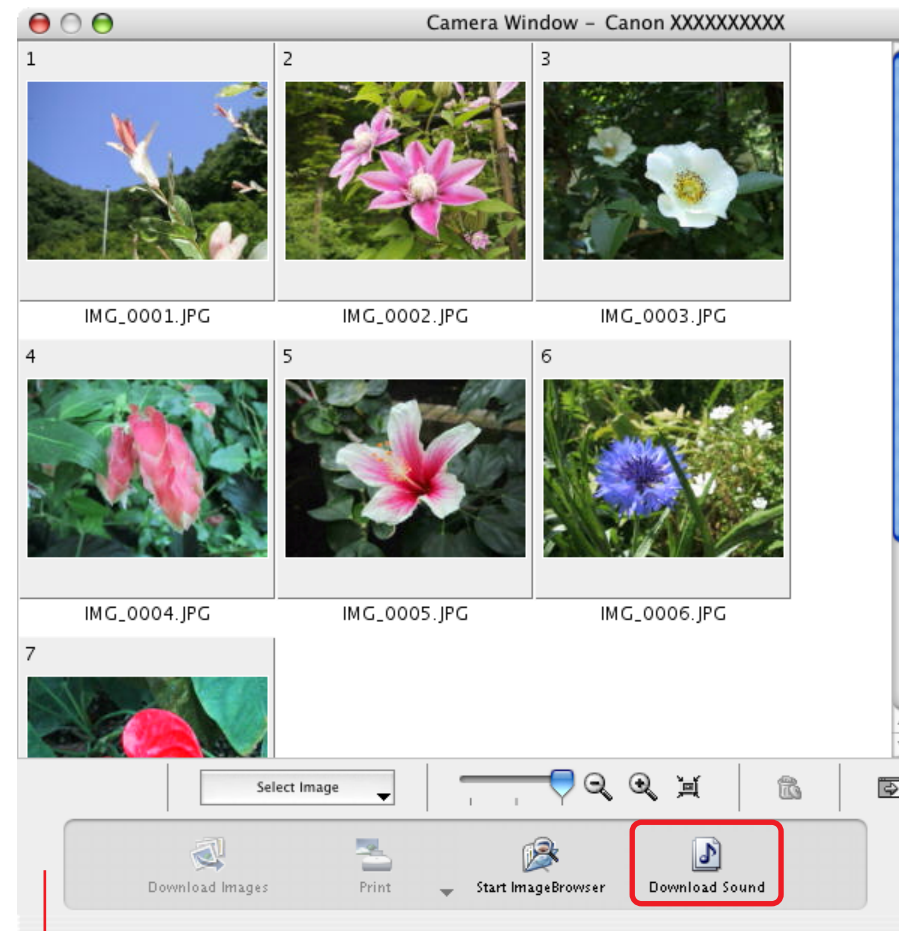 Camera Window – Canon XXXXXXXXXX
1 2 3
IMG_0001.JPG IMG_0002.JPG IMG_0003.JPG
4 5 6
IMG_0004.JPG IMG_0005.JPG IMG_0006.JPG
7
Select Image
Download Images Print Start ImageBrowser Download Sound